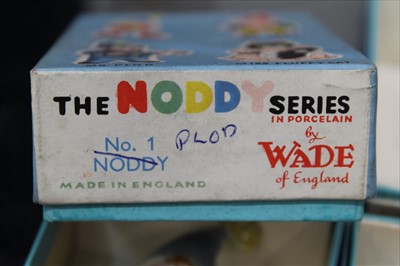 THE NODDY SERIES
IN PORCELAIN
by
WADE
of England
No. 1 PLOD
NODDY
MADE IN ENGLAND